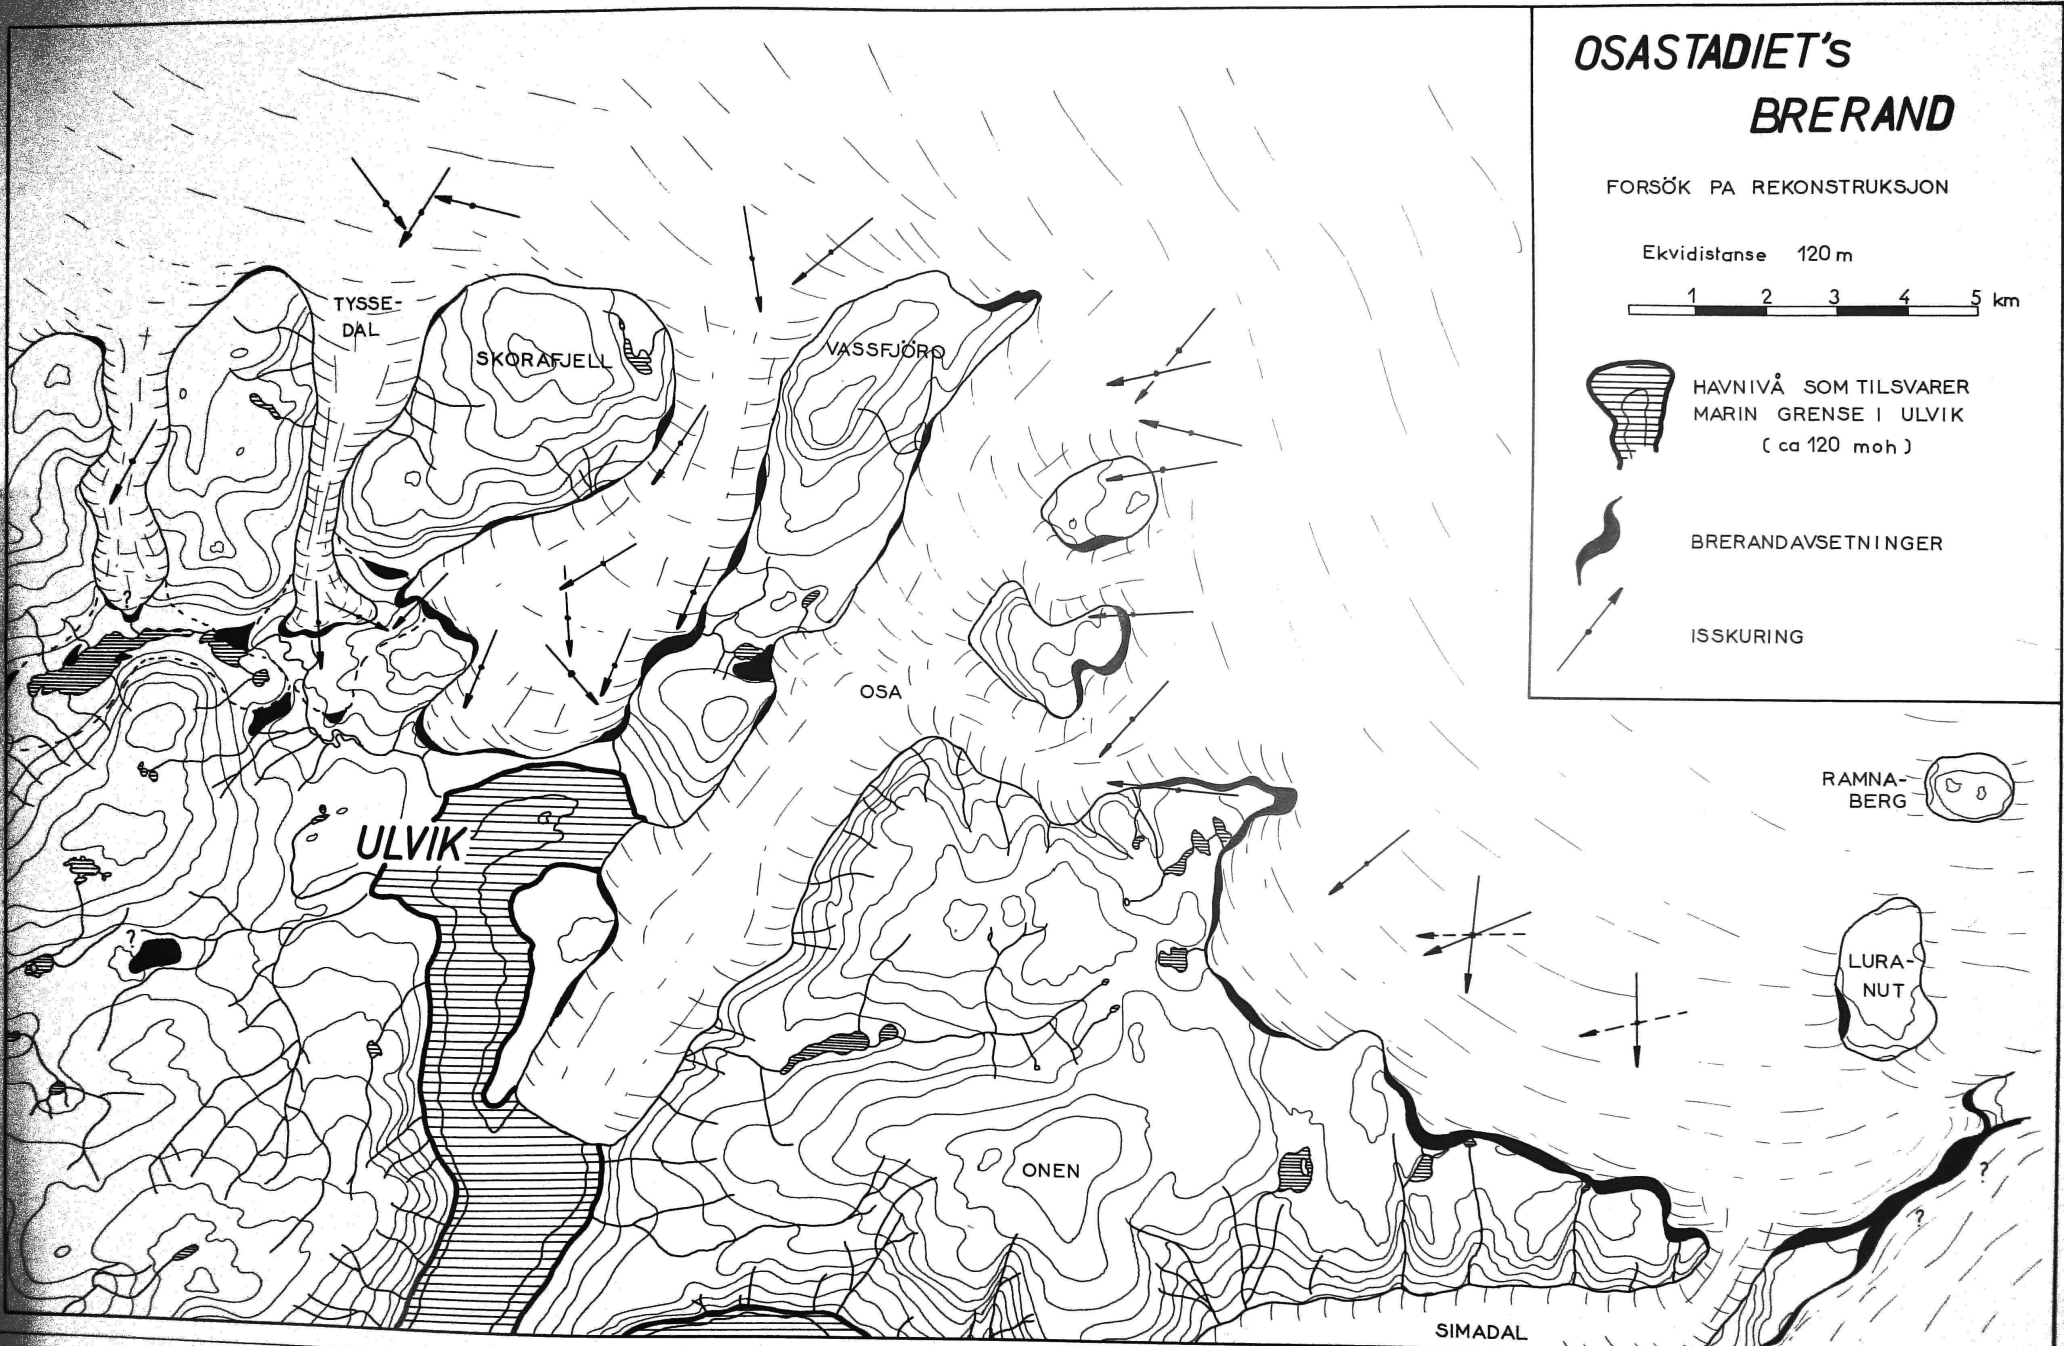 OSASTADIET's
BRERAND
FORSÖK PA REKONSTRUKSJON
Ekvidistanse 120 m
1 2 3 4 5 km
HAVNIVÅ SOM TILSVARER
MARIN GRENSE I ULVIK
( ca 120 moh )
BRERANDAVSETNINGER
ISSKURING
TYSSE-
DAL
SKORAFJELL
VASSFJÖRO
?
OSA
RAMNA-
BERG
ULVIK
?
LURA-
NUT
ONEN
?
?
SIMADAL